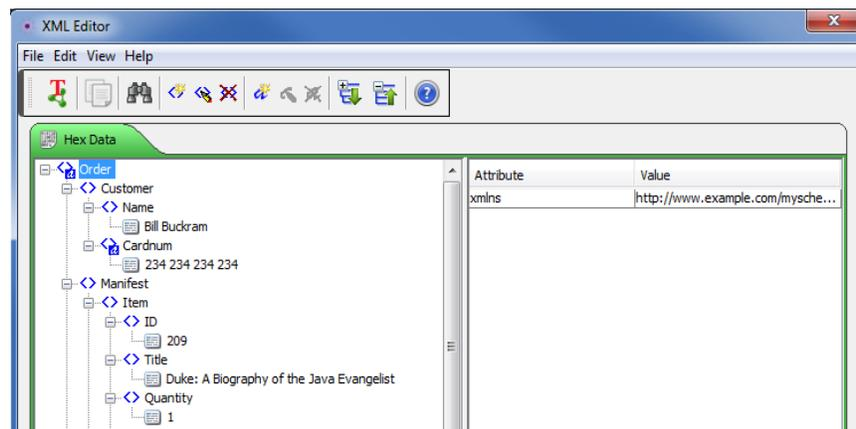 XML Editor
File Edit View Help
Hex Data
Order
Customer
Name
Bill Buckram
Cardnum
234 234 234 234
Manifest
Item
ID
209
Title
Duke: A Biography of the Java Evangelist
Quantity
1
Attribute Value
xmlns http://www.example.com/mysche...